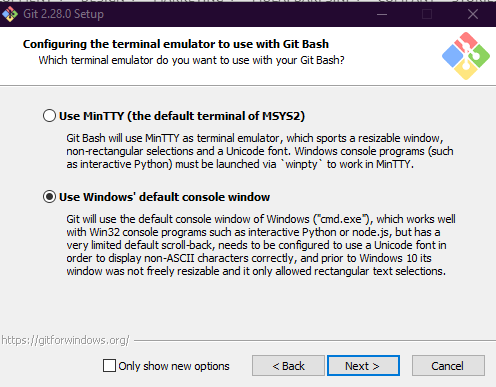 Git 2.28.0 Setup
Configuring the terminal emulator to use with Git Bash
Which terminal emulator do you want to use with your Git Bash?
Use MinTTY (the default terminal of MSYS2)
Git Bash will use MinTTY as terminal emulator, which sports a resizable window,
non-rectangular selections and a Unicode font. Windows console programs (such
as interactive Python) must be launched via `winpty` to work in MinTTY.
Use Windows' default console window
Git will use the default console window of Windows ("cmd.exe"), which works well
with Win32 console programs such as interactive Python or node.js, but has a
very limited default scroll-back, needs to be configured to use a Unicode font in
order to display non-ASCII characters correctly, and prior to Windows 10 its
window was not freely resizable and it only allowed rectangular text selections.
https://gitforwindows.org/
Only show new options
< Back
Next >
Cancel